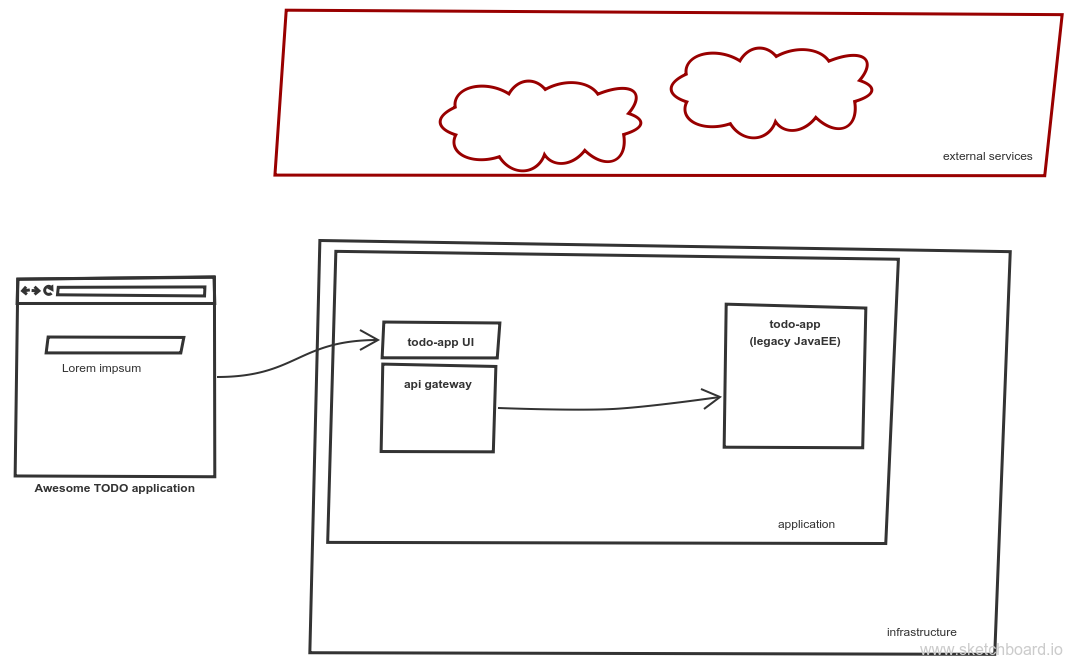 external services
todo-app
(legacy JavaEE)
todo-app UI
Lorem impsum
api gateway
Awesome TODO application
application
infrastructure
www.sketchboard.io